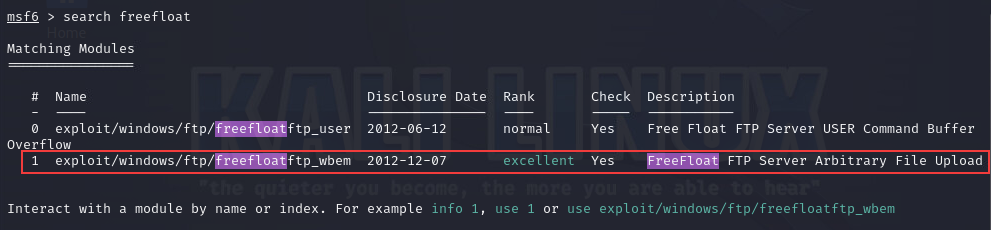 msf6 > search freefloat
Home
Matching Modules
================
KALI LINUX
#  Name                                    Disclosure Date  Rank       Check  Description
-  ----                                    ---------------  ----       -----  -----------
0  exploit/windows/ftp/freefloatftp_user  2012-06-12       normal     Yes    Free Float FTP Server USER Command Buffer
Overflow
1  exploit/windows/ftp/freefloatftp_wbem  2012-12-07       excellent  Yes    FreeFloat FTP Server Arbitrary File Upload
"the quieter you become, the more you are able to hear"
Interact with a module by name or index. For example info 1, use 1 or use exploit/windows/ftp/freefloatftp_wbem